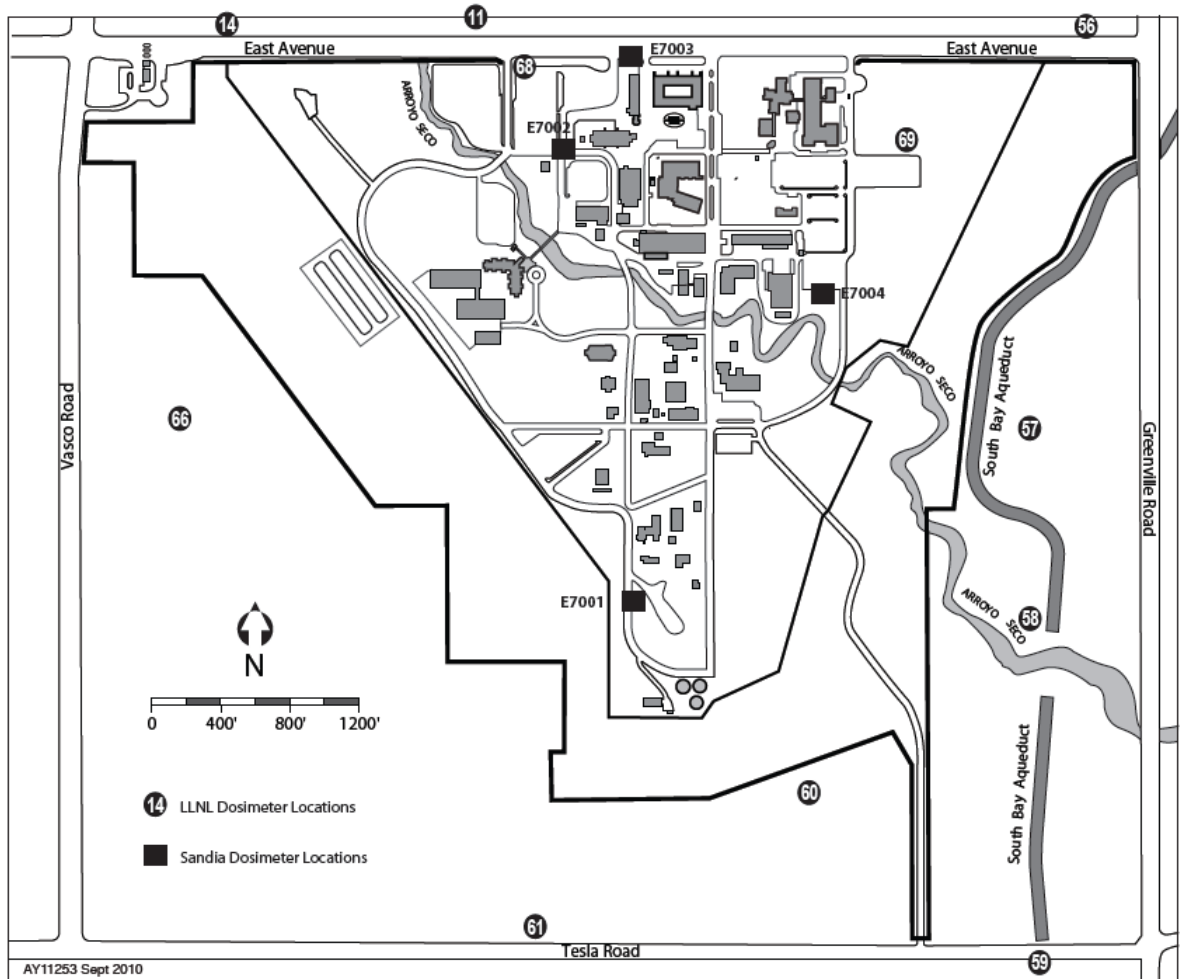 14
11
56
East Avenue
East Avenue
E7003
68
ARROYO SECO
E7002
69
E7004
ARROYO SECO
South Bay Aqueduct
57
66
Vasco Road
Greenville Road
E7001
ARROYO SECO
58
N
0 400' 800' 1200'
South Bay Aqueduct
60
14 LLNL Dosimeter Locations
Sandia Dosimeter Locations
61
Tesla Road
59
AY11253 Sept 2010